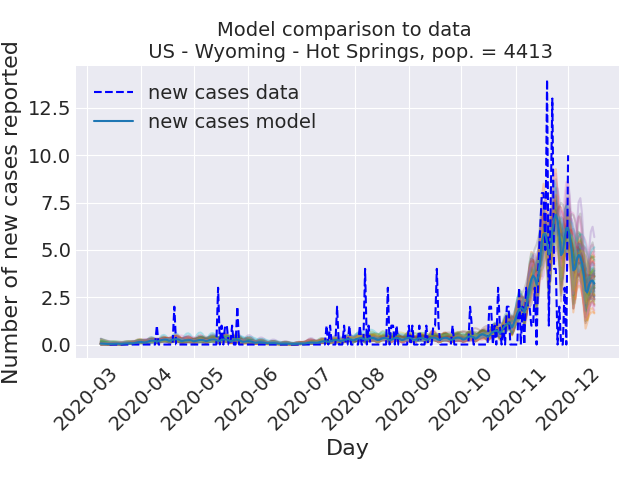 Model comparison to data
US - Wyoming - Hot Springs, pop. = 4413
Number of new cases reported
12.5
10.0
7.5
5.0
2.5
0.0
new cases data
new cases model
2020-03
2020-04
2020-05
2020-06
2020-07
2020-08
2020-09
2020-10
2020-11
2020-12
Day